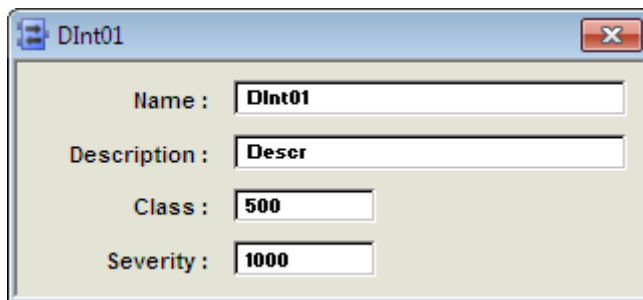 DInt01
Name : DInt01
Description : Descr
Class : 500
Severity : 1000